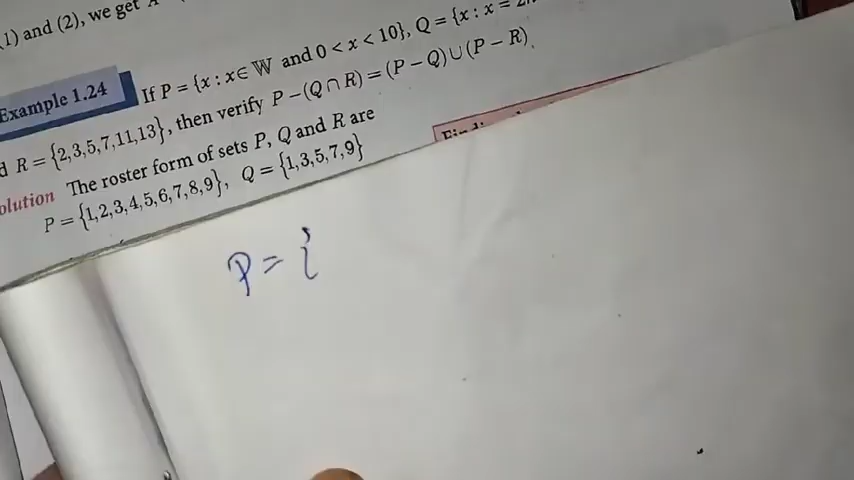 (1) and (2), we get
Example 1.24 If P = {x : x ∈ 𝕎 and 0 < x < 10}, Q = {x : x = 2n
R = {2,3,5,7,11,13}, then verify P − (Q ∩ R) = (P − Q) ∪ (P − R).
olution The roster form of sets P, Q and R are
P = {1,2,3,4,5,6,7,8,9}, Q = {1,3,5,7,9}
P = {